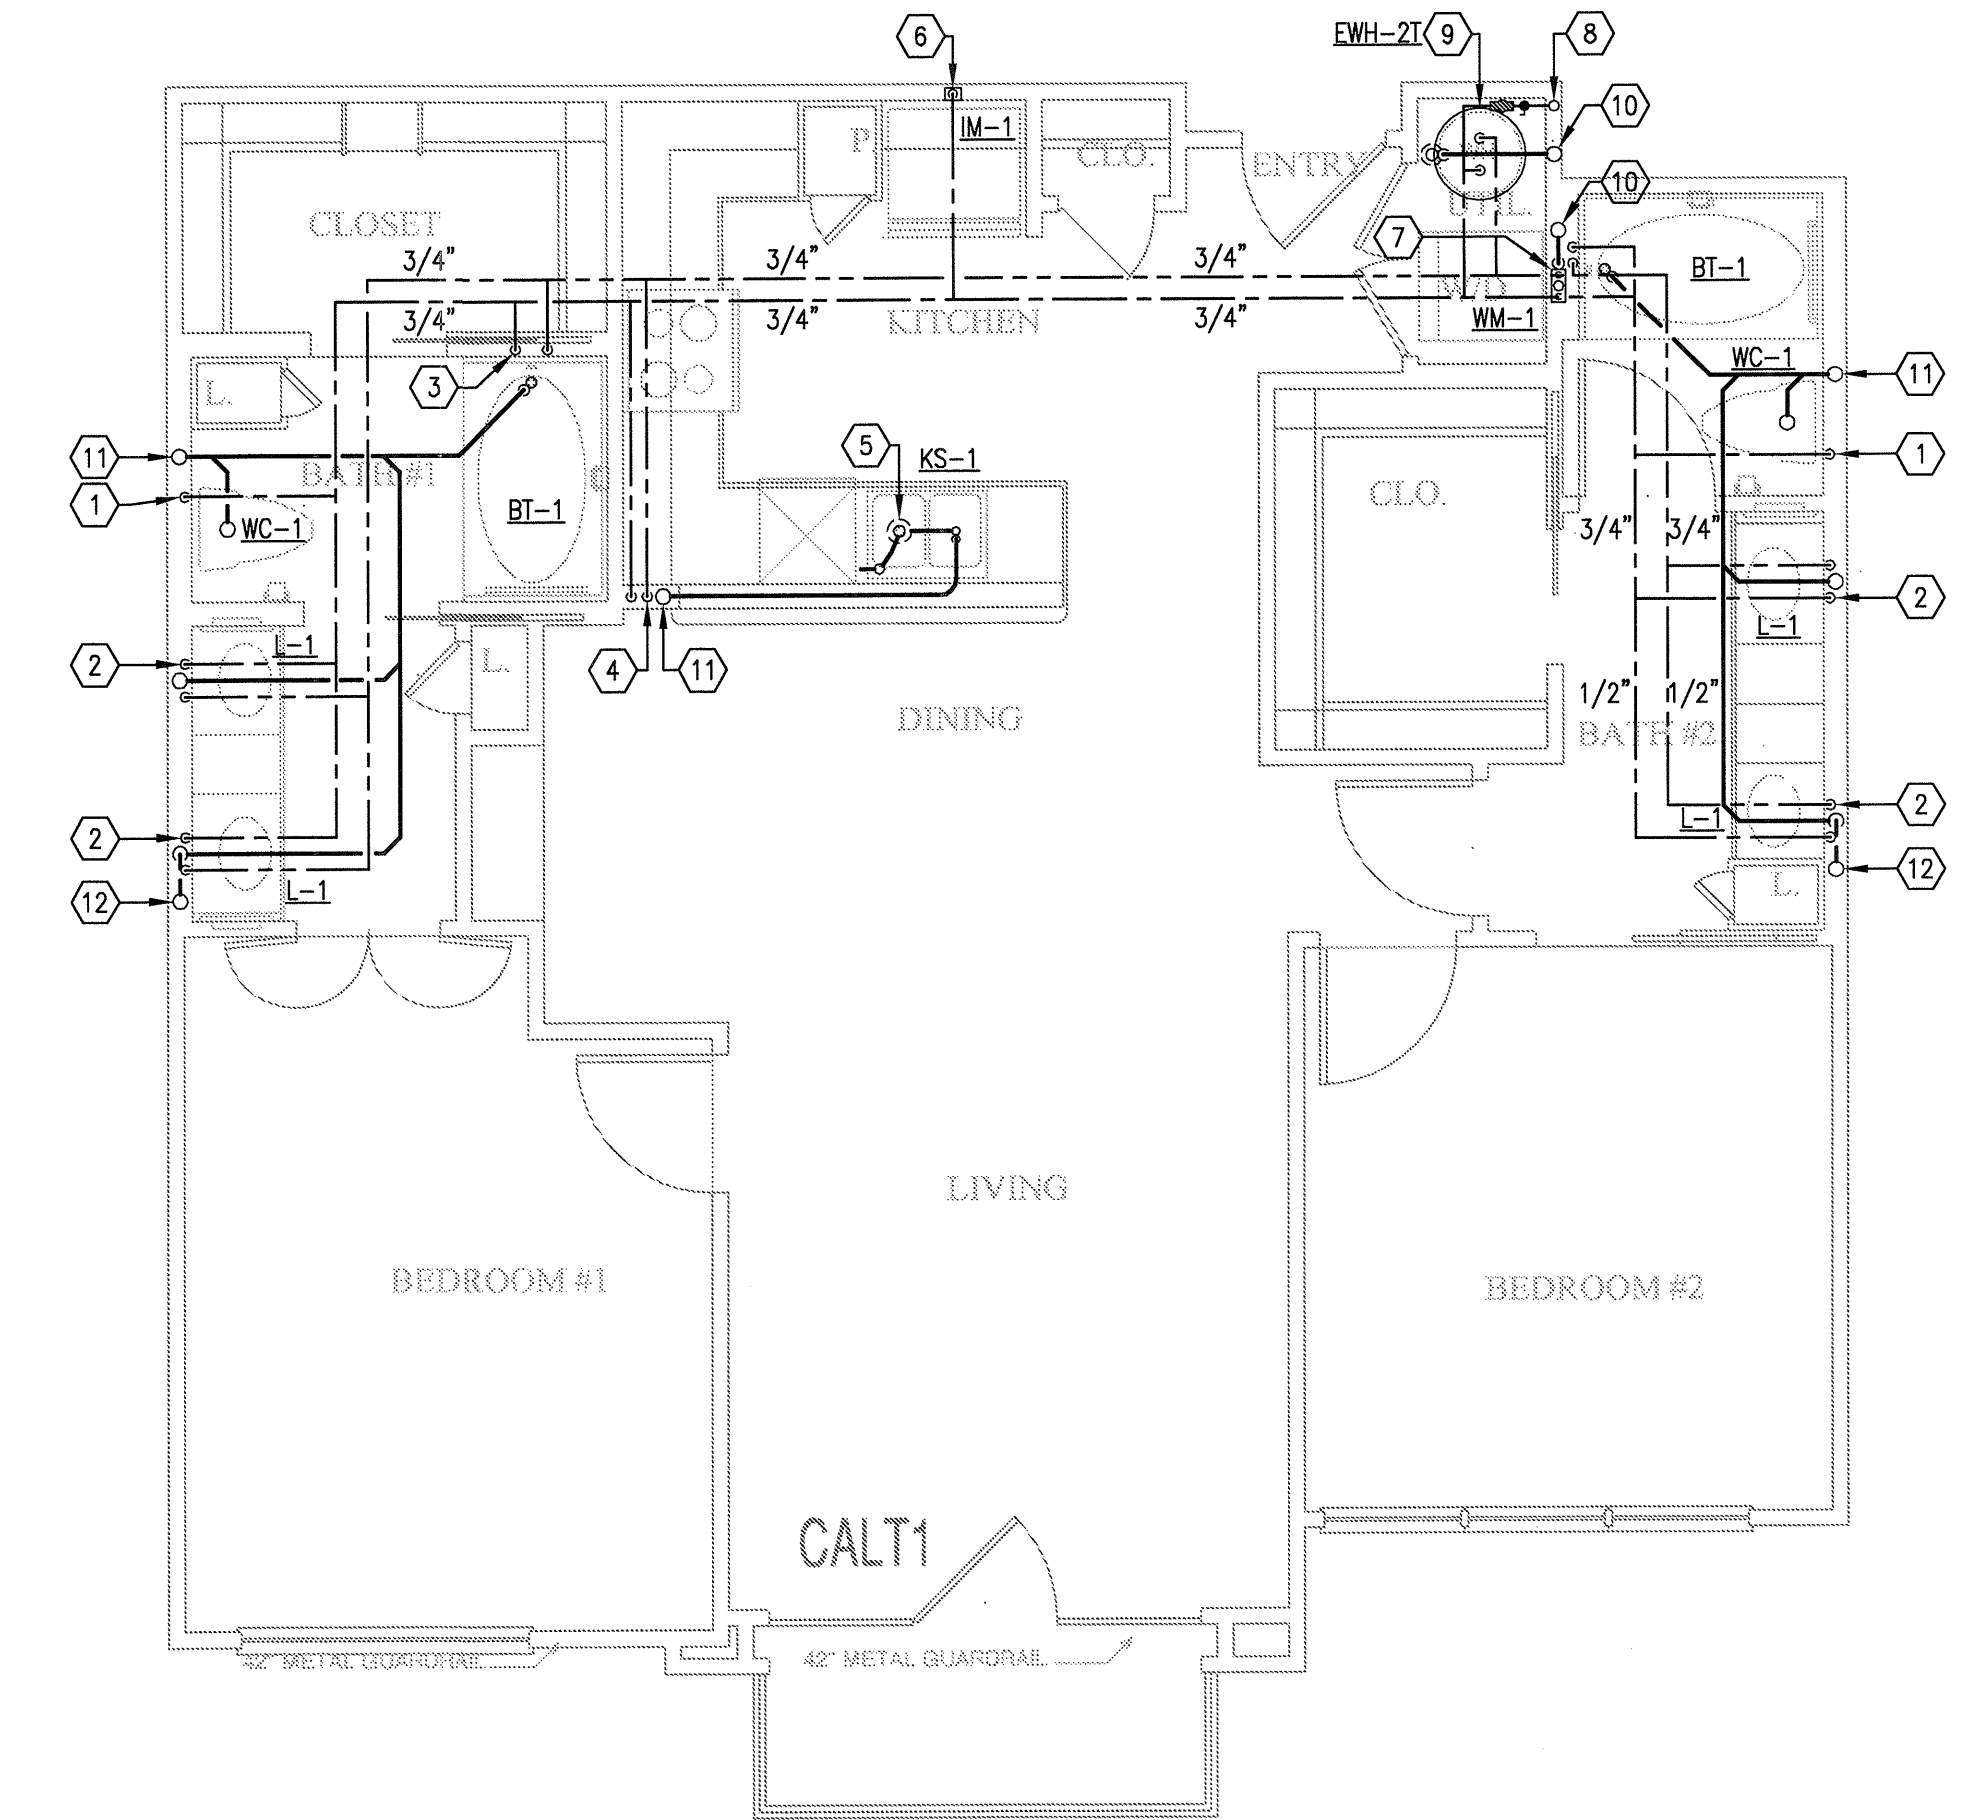 6
EWH-2T 9 8
10
IM-1
P
CLO.
ENTRY
10
UTIL.
CLOSET
7
3/4" 3/4" 3/4"
BT-1
W/D
3/4" 3/4" 3/4"
KITCHEN
WM-1
WC-1
3
11
L.
5 KS-1
11
BATH #1
1
1
CLO.
BT-1
WC-1
3/4" 3/4"
2
L-1
L-1
2
L.
4 11
1/2" 1/2"
DINING
BATH #2
2
L-1
2
12
L-1
12
L.
LIVING
BEDROOM #1
BEDROOM #2
CALT1
42" METAL GUARDRAIL
42" METAL GUARDRAIL